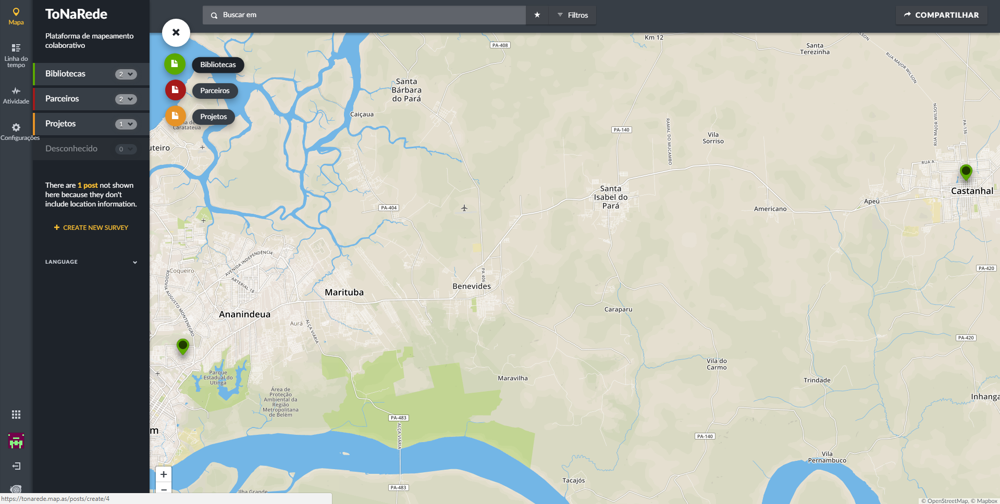 Mapa
Linha do
tempo
Atividade
Configurações
ToNaRede
Plataforma de mapeamento
colaborativo
Bibliotecas 2
Parceiros 2
Projetos 1
Desconhecido 0
There are 1 post not shown
here because they don't
include location information.
+ CREATE NEW SURVEY
LANGUAGE
Buscar em
Filtros
COMPARTILHAR
Bibliotecas
Parceiros
Projetos
Caratateua
uteiro
Km 12
PA-408
Santa
Terezinha
RUA MAJOR WILSON
Santa
Bárbara
do Pará
Caiçaua
PA-140
RAMAL DO MUCAMBO
Vila
Sorriso
RUA MAJOR WILSON
PA-136
RUA A
Castanhal
Apeú
Americano
Santa
Isabel do
Pará
PA-404
AVENIDA INDEPENDÊNCIA
Coqueiro
ARTERIAL 18
RODOVIA AUGUSTO MONTENEGRO
PA 406
PA-420
Benevides
Marituba
Ananindeua
Aurá
ALÇA VIÁRIA
Caraparu
PA-420
Vila do
Carmo
Parque
Estadual do
Utinga
Maravilha
Trindade
Área de
Proteção
Ambiental da
Região
Metropolitana
de Belém
Inhanga
PA-483
ALÇA VIÁRIA
m
PA-140
Vila
Pernambuco
Tacajós
PA-483
Ilha Grande
+
−
https://tonarede.map.as/posts/create/4
© OpenStreetMap, © Mapbox